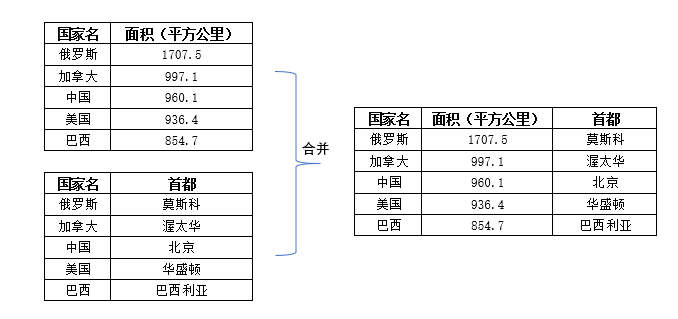 国家名 面积（平方公里）
俄罗斯 1707.5
加拿大 997.1
中国 960.1
美国 936.4
巴西 854.7
国家名 首都
俄罗斯 莫斯科
加拿大 渥太华
中国 北京
美国 华盛顿
巴西 巴西利亚
合并
国家名 面积（平方公里） 首都
俄罗斯 1707.5 莫斯科
加拿大 997.1 渥太华
中国 960.1 北京
美国 936.4 华盛顿
巴西 854.7 巴西利亚